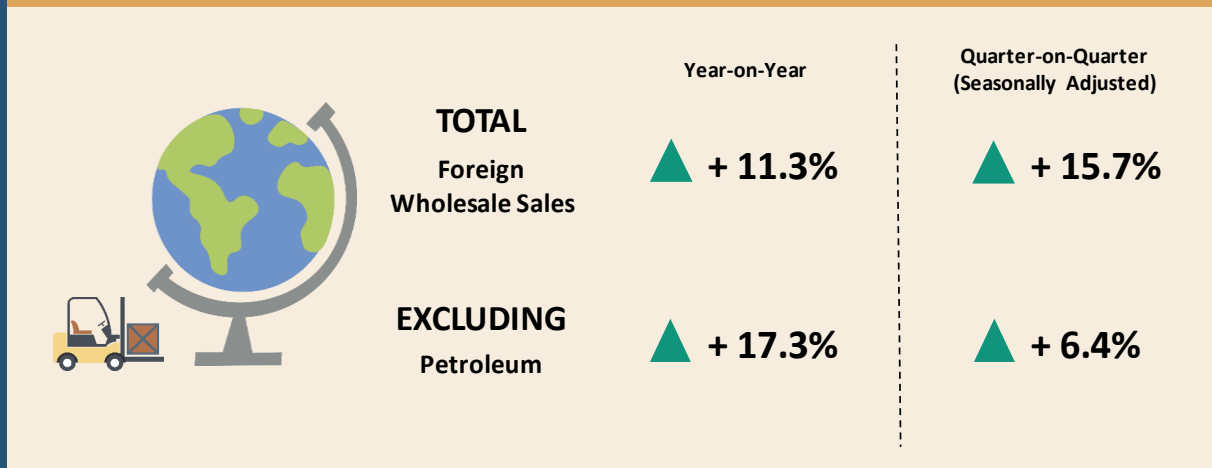 Year-on-Year
Quarter-on-Quarter
(Seasonally Adjusted)
TOTAL
Foreign
Wholesale Sales
+ 11.3%
+ 15.7%
EXCLUDING
Petroleum
+ 17.3%
+ 6.4%